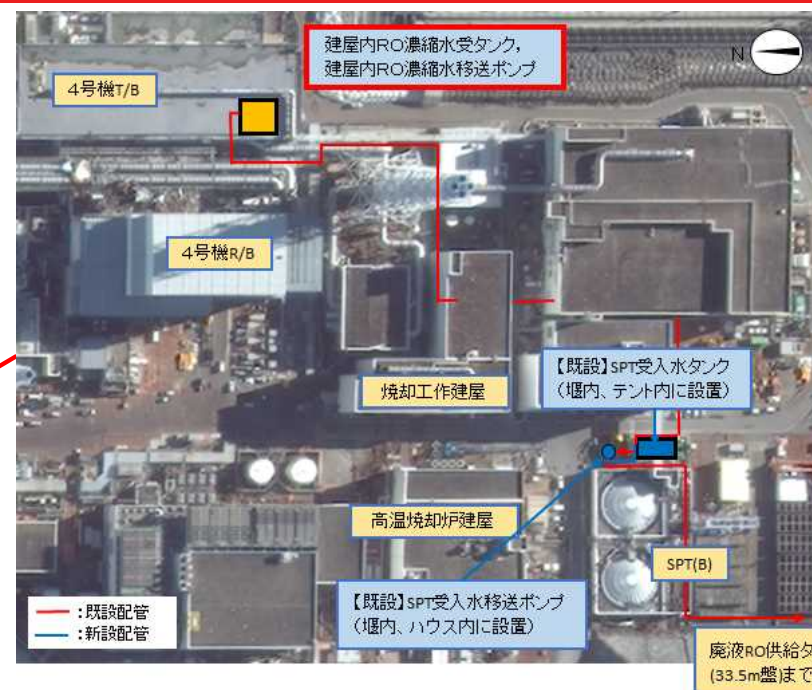 建屋内RO濃縮水受タンク，
建屋内RO濃縮水移送ポンプ
N
4号機T/B
4号機R/B
【既設】SPT受入水タンク
（堰内、テント内に設置）
焼却工作建屋
高温焼却炉建屋
SPT(B)
【既設】SPT受入水移送ポンプ
（堰内、ハウス内に設置）
：既設配管
：新設配管
廃液RO供給タ
(33.5m盤)まで